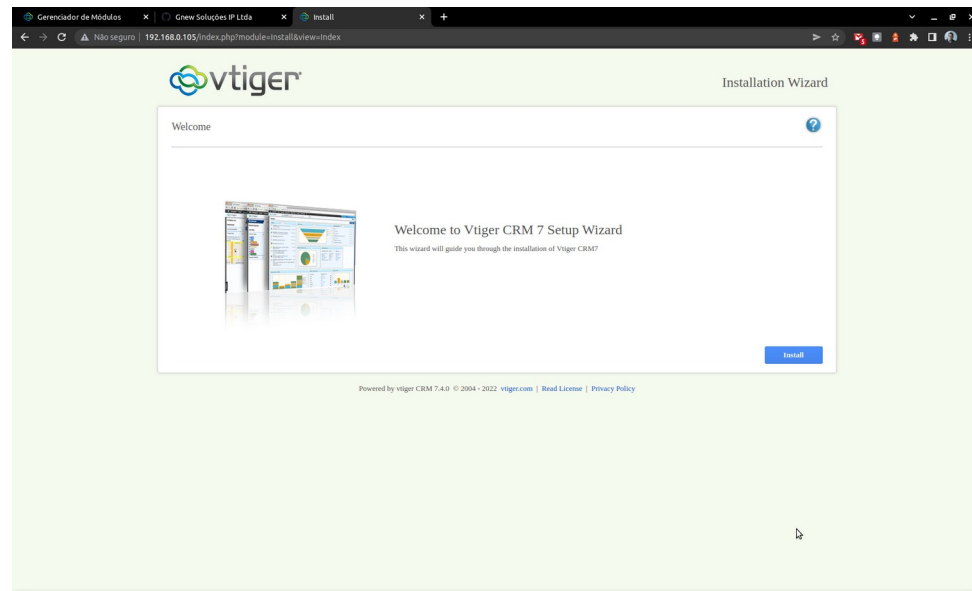 Gerenciador de Módulos
Gnew Soluções IP Ltda
Install
Não seguro
192.168.0.105/index.php?module=Install&view=Index
vtiger
Installation Wizard
Welcome
Welcome to Vtiger CRM 7 Setup Wizard
This wizard will guide you through the installation of Vtiger CRM7
Install
Powered by vtiger CRM 7.4.0 © 2004 - 2022 vtiger.com | Read License | Privacy Policy